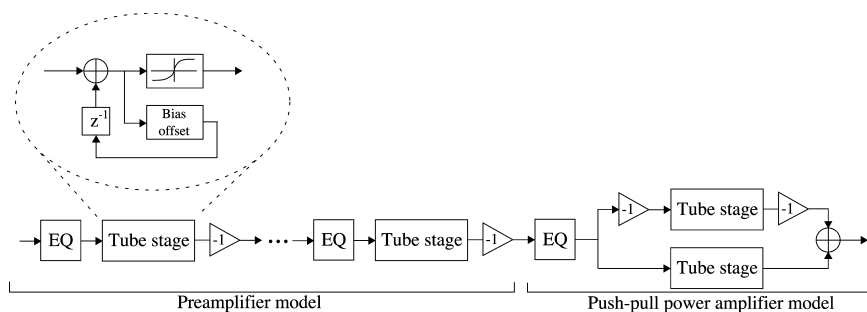 z-1
Bias
offset
EQ
Tube stage
-1
EQ
Tube stage
-1
EQ
-1
Tube stage
-1
Tube stage
Preamplifier model
Push-pull power amplifier model